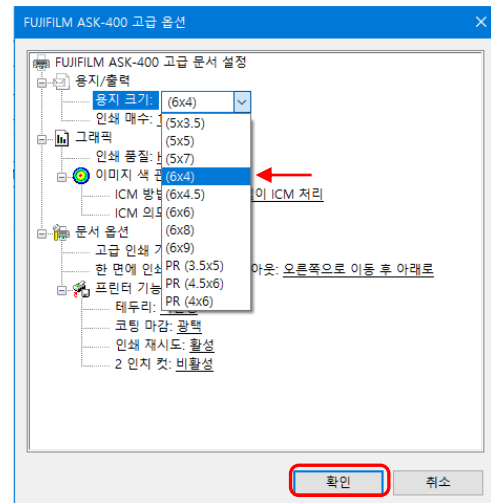 FUJIFILM ASK-400 고급 옵션
FUJIFILM ASK-400 고급 문서 설정
용지/출력
용지 크기: (6x4)
인쇄 매수:
(5x3.5)
(5x5)
(5x7)
(6x4)
(6x4.5)
(6x6)
(6x8)
(6x9)
PR (3.5x5)
PR (4.5x6)
PR (4x6)
그래픽
인쇄 품질:
이미지 색 관
ICM 방법 이 ICM 처리
ICM 의도
문서 옵션
고급 인쇄 기
한 면에 인쇄 아웃: 오른쪽으로 이동 후 아래로
프린터 기능
테두리:
코팅 마감: 광택
인쇄 재시도: 활성
2 인치 컷: 비활성
확인 취소